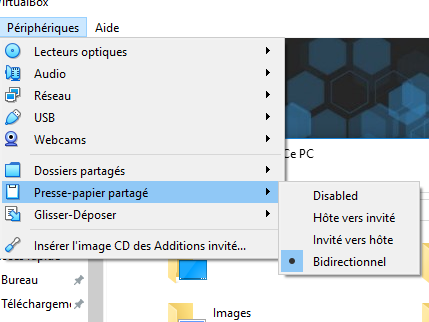 VirtualBox
Périphériques Aide
Lecteurs optiques
Audio
Réseau
USB
Webcams
Ce PC
Dossiers partagés
Presse-papier partagé
Disabled
Glisser-Déposer
Hôte vers invité
Invité vers hôte
Insérer l'image CD des Additions invité...
Bidirectionnel
Bureau
Téléchargeme
Images